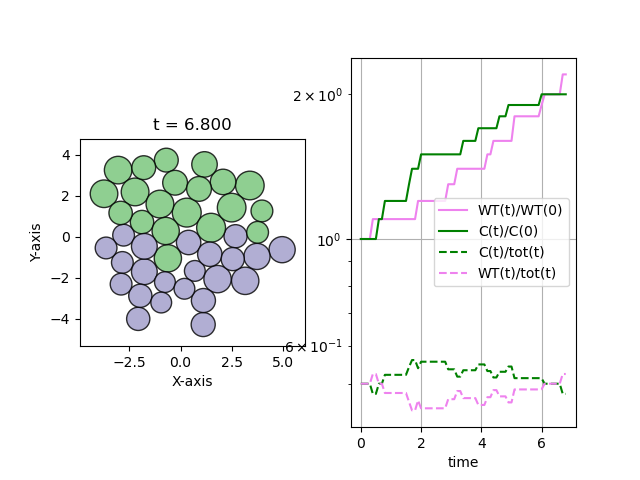 t = 6.800
Y-axis
4
2
0
−2
−4
−2.5
0.0
2.5
5.0
X-axis
2 × 10⁰
10⁰
6 × 10⁻¹
WT(t)/WT(0)
C(t)/C(0)
C(t)/tot(t)
WT(t)/tot(t)
0
2
4
6
time